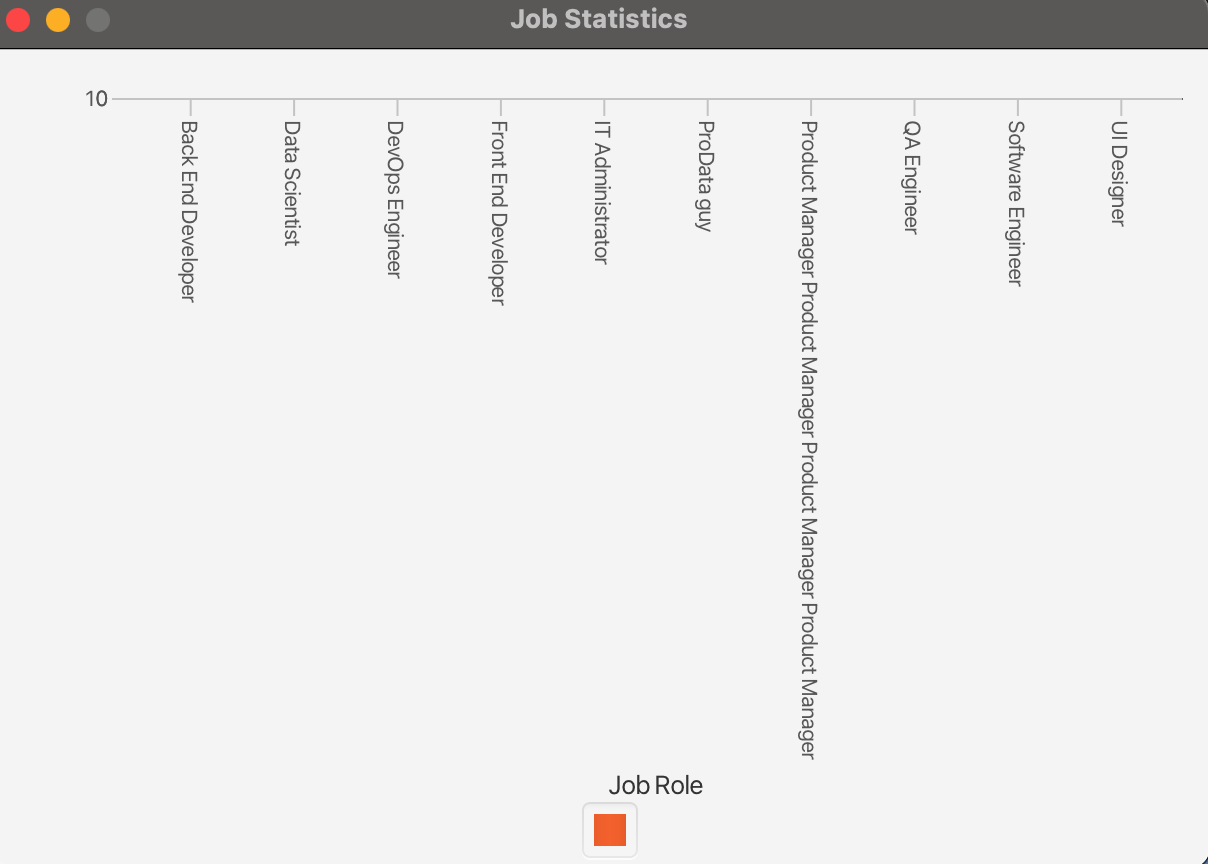 Job Statistics
10
Back End Developer
Data Scientist
DevOps Engineer
Front End Developer
IT Administrator
ProData guy
Product Manager Product Manager Product Manager Product Manager
QA Engineer
Software Engineer
UI Designer
Job Role